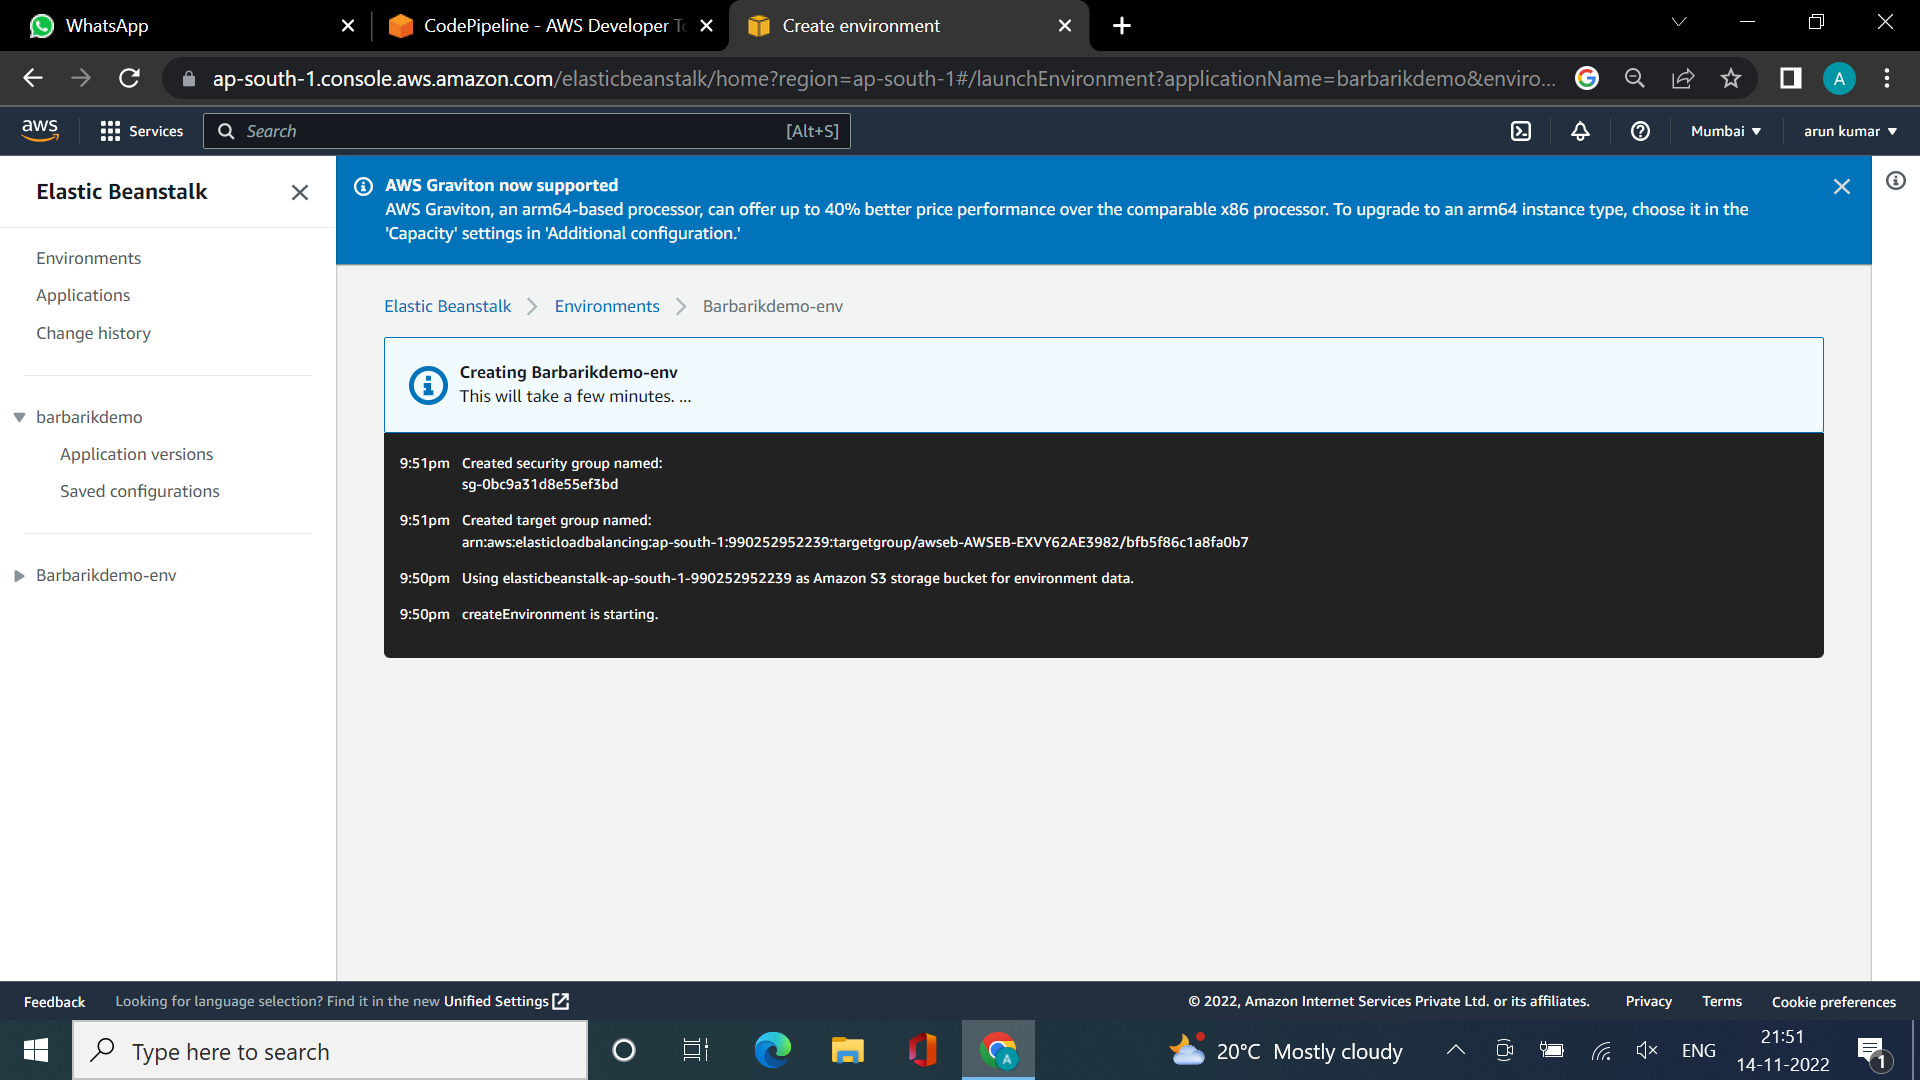 WhatsApp
CodePipeline - AWS Developer To
Create environment
ap-south-1.console.aws.amazon.com/elasticbeanstalk/home?region=ap-south-1#/launchEnvironment?applicationName=barbarikdemo&enviro...
A
aws
Services
Search
[Alt+S]
Mumbai
arun kumar
Elastic Beanstalk
Environments
Applications
Change history
barbarikdemo
Application versions
Saved configurations
Barbarikdemo-env
AWS Graviton now supported
AWS Graviton, an arm64-based processor, can offer up to 40% better price performance over the comparable x86 processor. To upgrade to an arm64 instance type, choose it in the
'Capacity' settings in 'Additional configuration.'
Elastic Beanstalk > Environments > Barbarikdemo-env
Creating Barbarikdemo-env
This will take a few minutes. ...
9:51pm Created security group named:
sg-0bc9a31d8e55ef3bd
9:51pm Created target group named:
arn:aws:elasticloadbalancing:ap-south-1:990252952239:targetgroup/awseb-AWSEB-EXVY62AE3982/bfb5f86c1a8fa0b7
9:50pm Using elasticbeanstalk-ap-south-1-990252952239 as Amazon S3 storage bucket for environment data.
9:50pm createEnvironment is starting.
Feedback
Looking for language selection? Find it in the new Unified Settings
© 2022, Amazon Internet Services Private Ltd. or its affiliates.
Privacy
Terms
Cookie preferences
Type here to search
A
20°C Mostly cloudy
ENG
21:51
14-11-2022
1